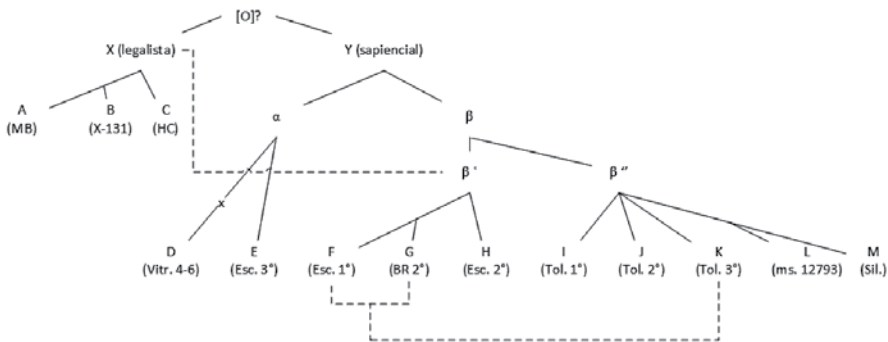 [O]?
X (legalista)
Y (sapiencial)
A
(MB)
B
(X-131)
C
(HC)
α
β
β '
β ''
x
D
(Vitr. 4-6)
E
(Esc. 3°)
F
(Esc. 1°)
G
(BR 2°)
H
(Esc. 2°)
I
(Tol. 1°)
J
(Tol. 2°)
K
(Tol. 3°)
L
(ms. 12793)
M
(Sil.)